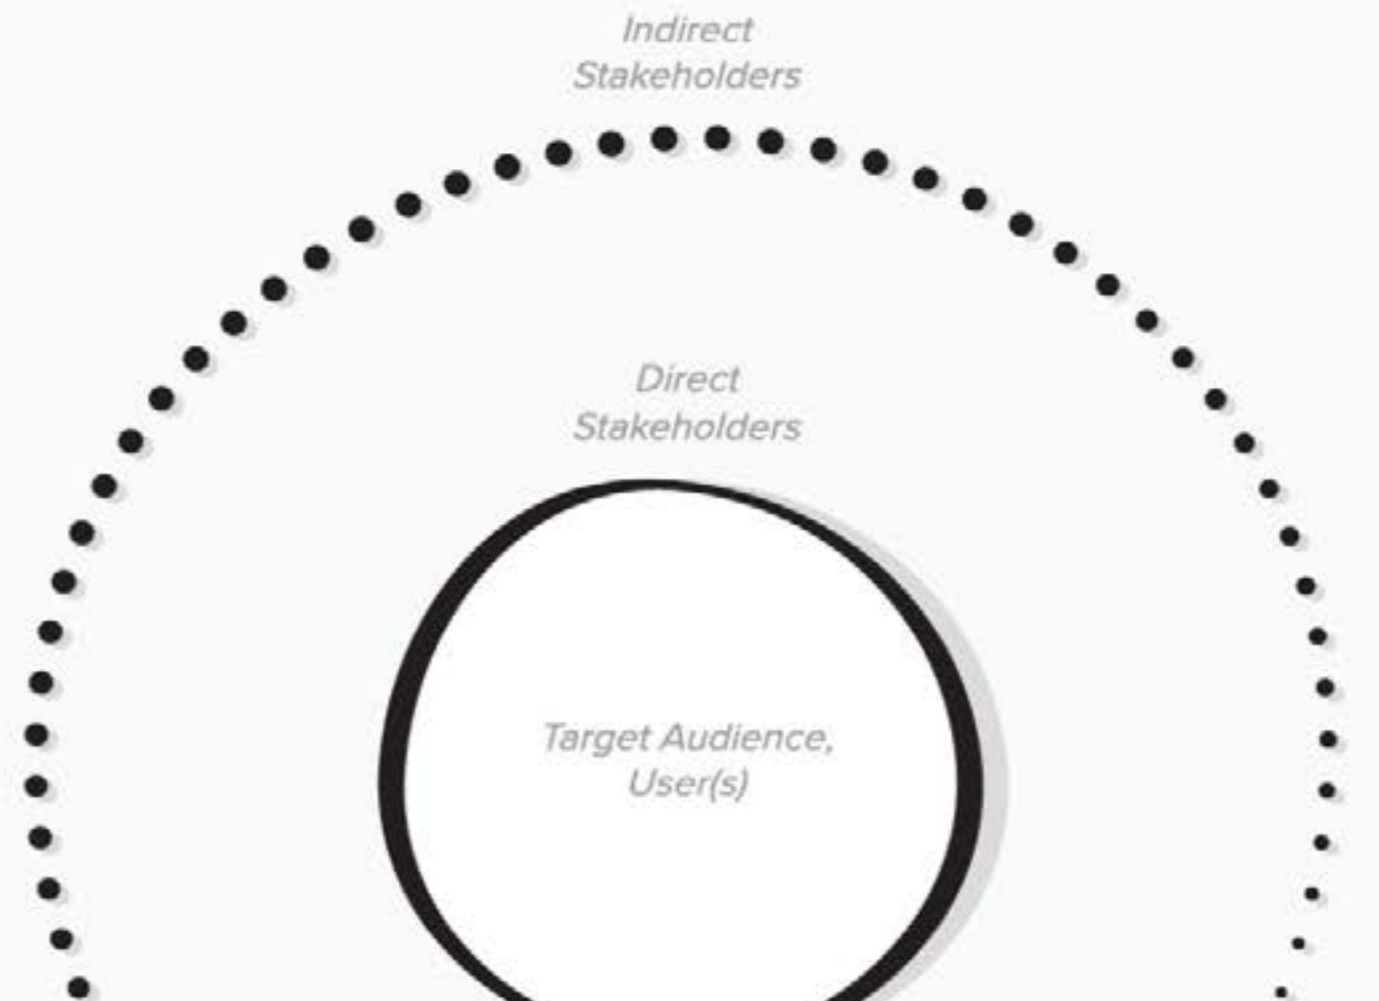 Indirect
Stakeholders
Direct
Stakeholders
Target Audience,
User(s)